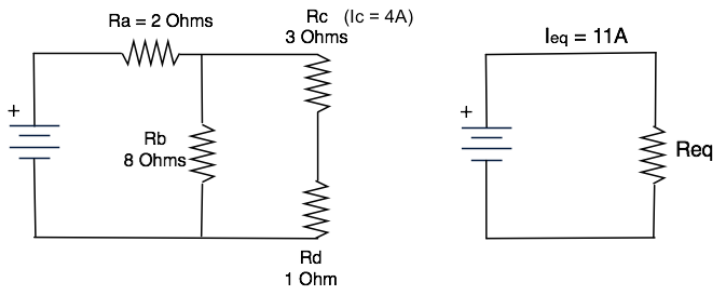 Ra = 2 Ohms
Rc (Ic = 4A)
3 Ohms
+
Rb
8 Ohms
Rd
1 Ohm
Ieq = 11A
+
Req